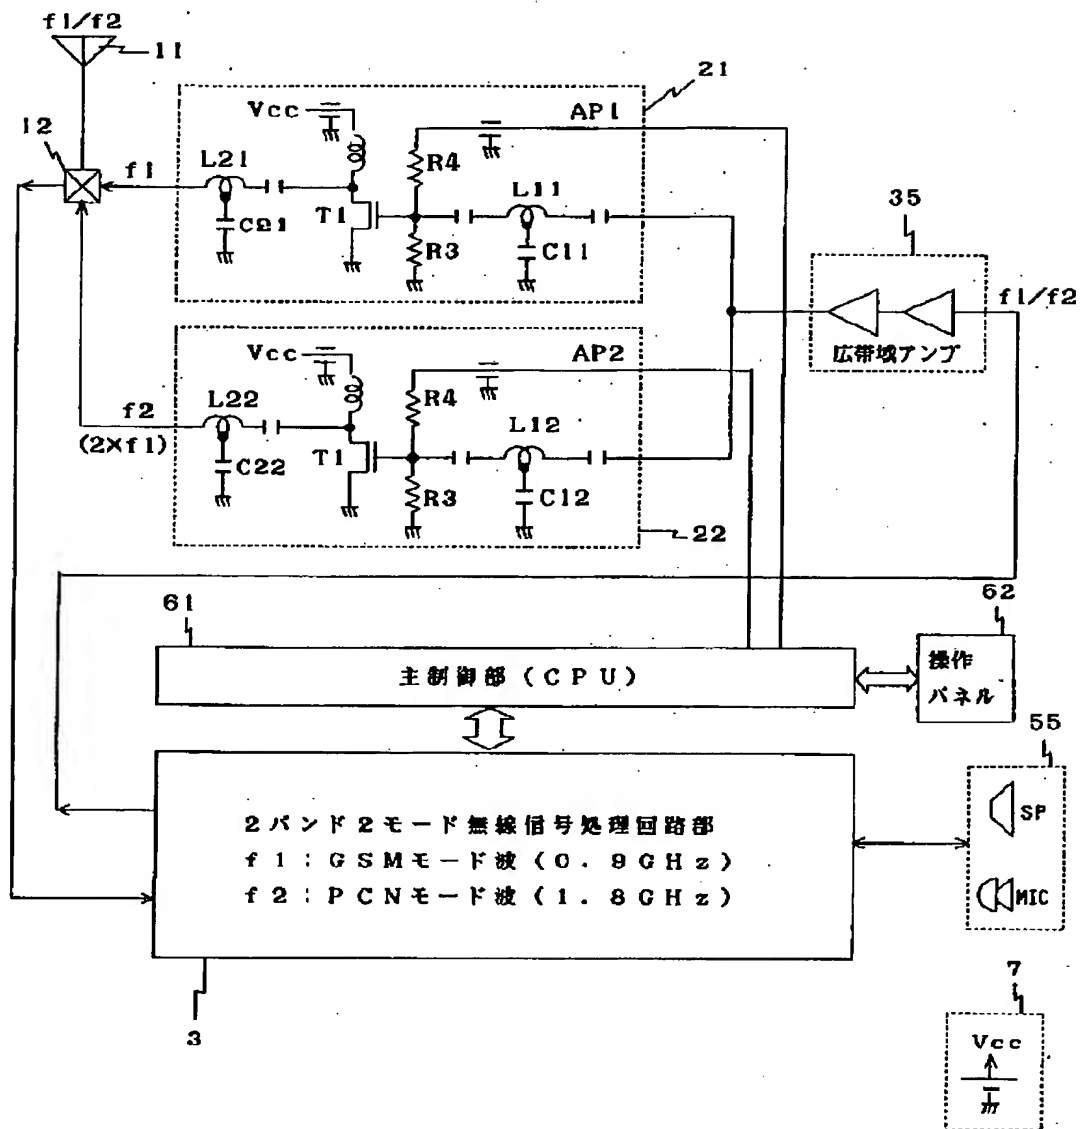 f1/f2
11
21
Vcc
AP1
12
R4
f1
L21
L11
35
T1
C21
R3
C11
f1/f2
広帯域アンプ
Vcc
AP2
R4
f2
L22
L12
(2×f1)
T1
C22
R3
C12
22
61
62
主制御部(CPU)
操作
パネル
55
2バンド2モード無線信号処理回路部
SP
f1:GSMモード波(0.9GHz)
f2:PCNモード波(1.8GHz)
MIC
7
3
Vcc